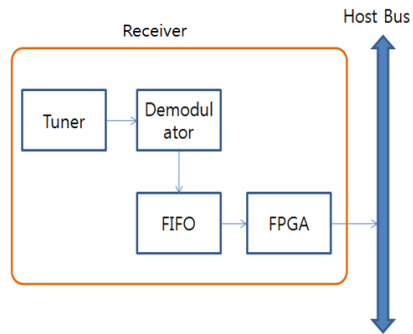 Host Bus
Receiver
Tuner
Demodul
ator
FIFO
FPGA